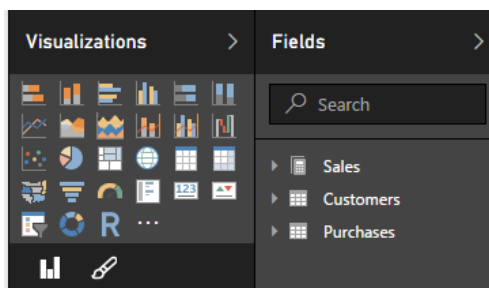 Visualizations
Fields
Search
Sales
Customers
Purchases
123
R